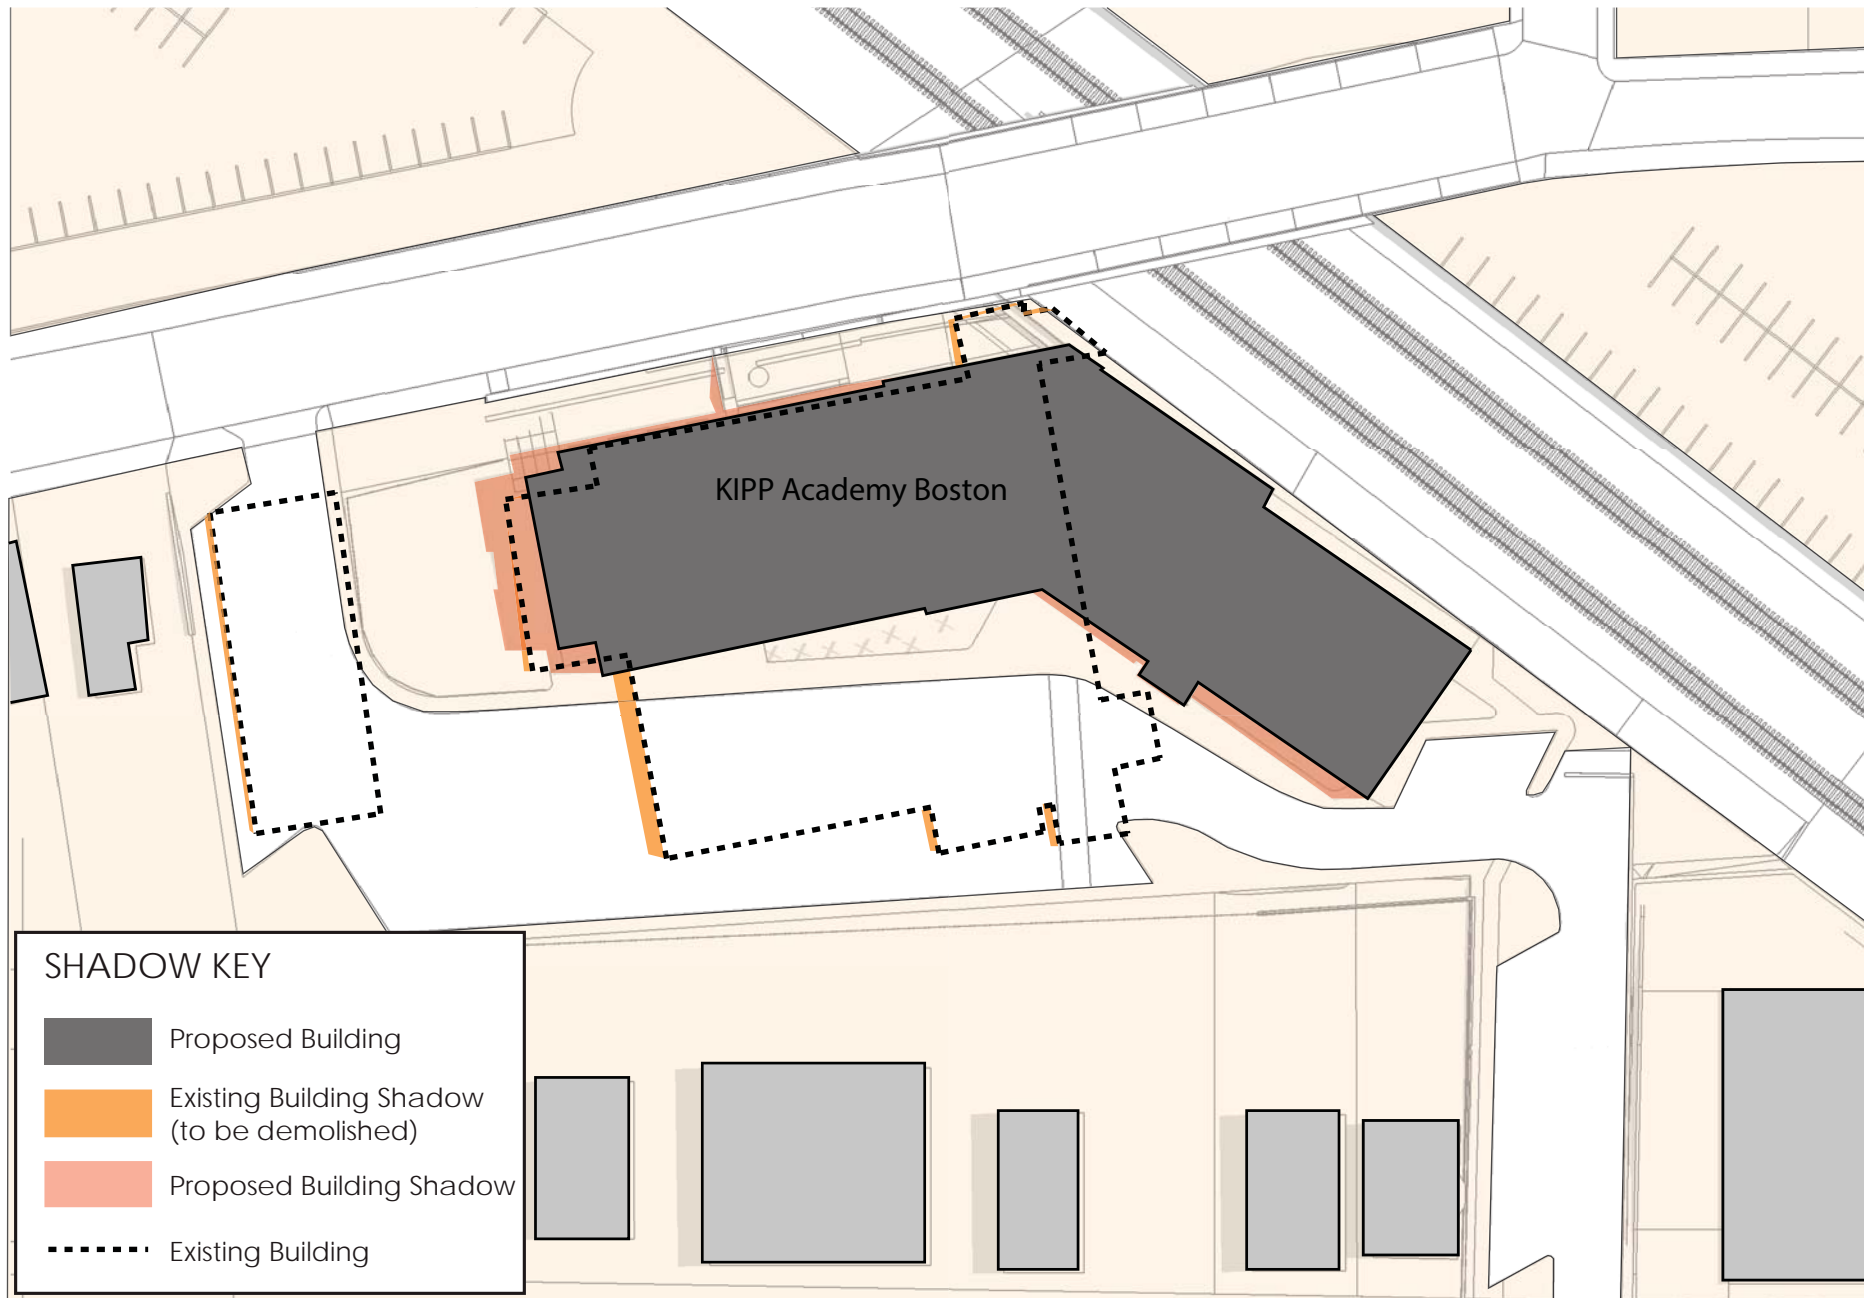 KIPP Academy Boston
SHADOW KEY
Proposed Building
Existing Building Shadow
(to be demolished)
Proposed Building Shadow
Existing Building